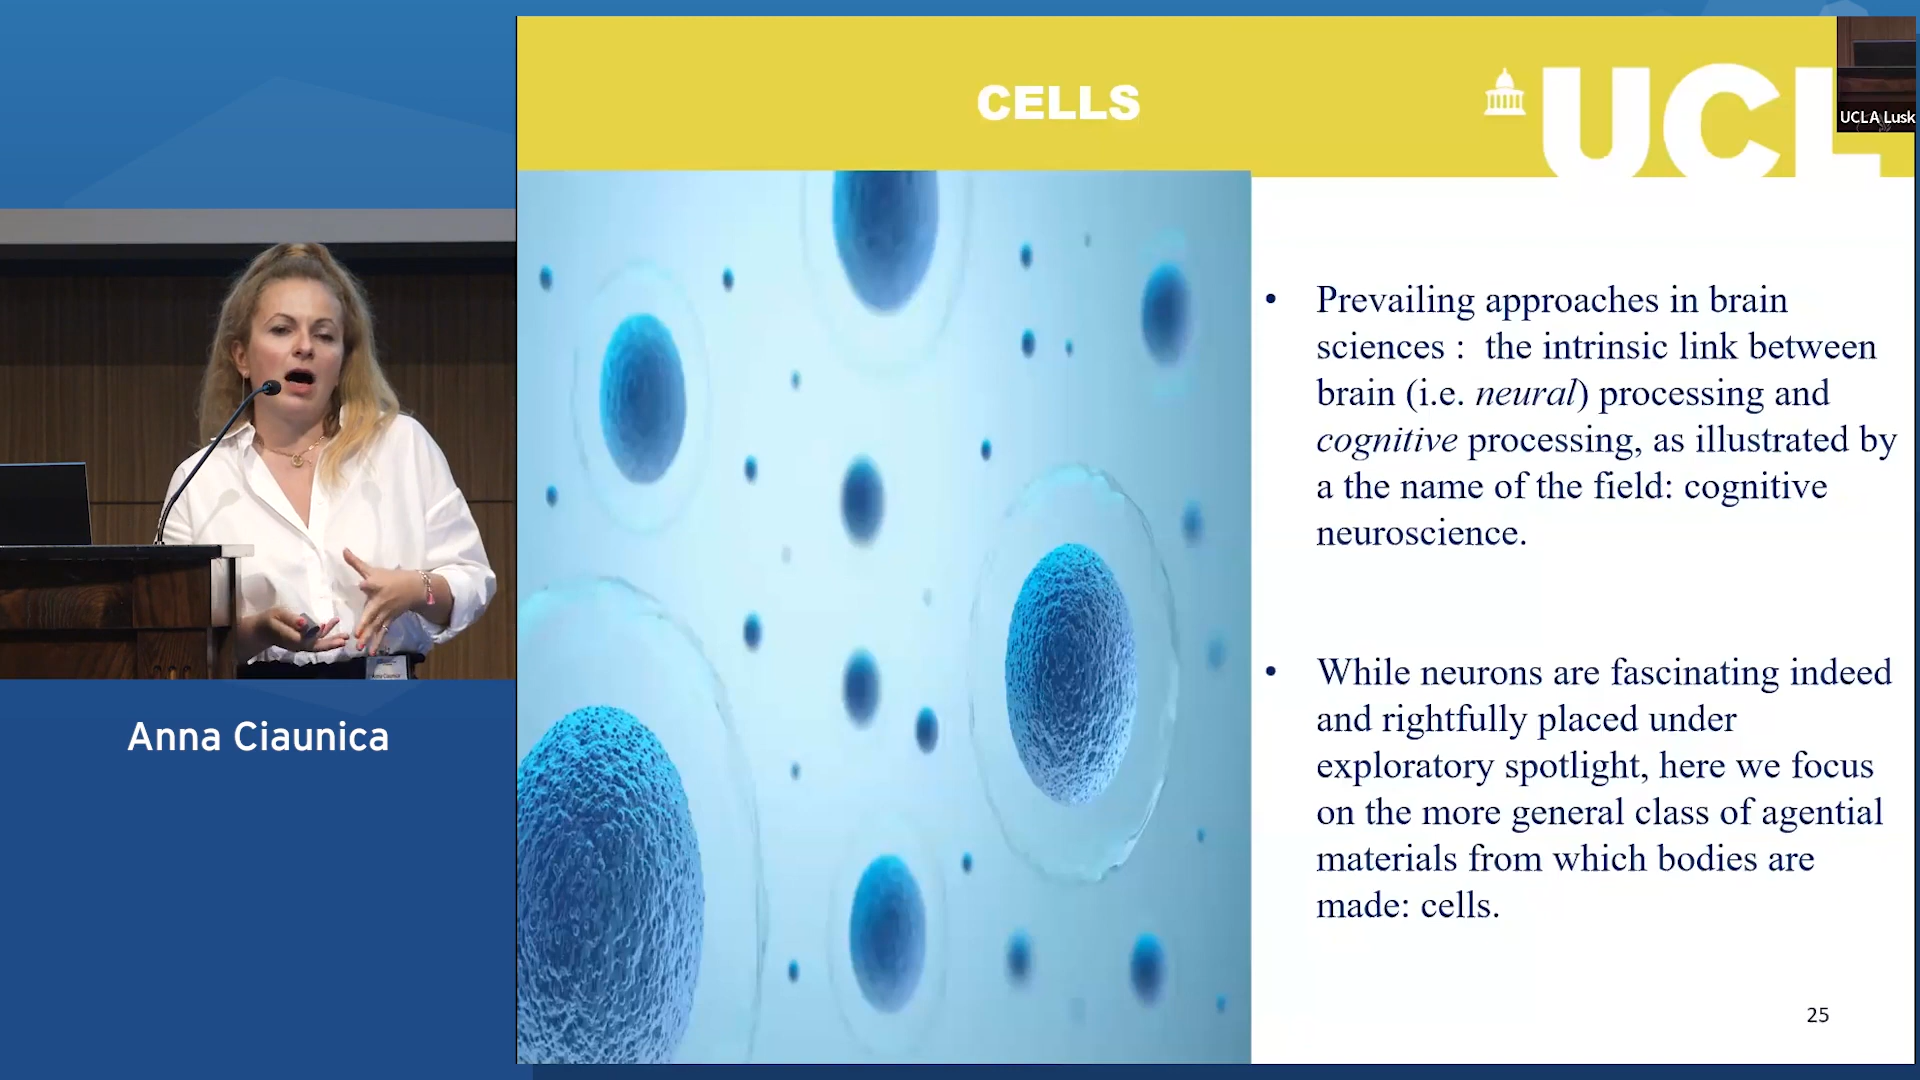 CELLS
UCL
UCLA Lusk
Prevailing approaches in brain
sciences :  the intrinsic link between
brain (i.e. neural) processing and
cognitive processing, as illustrated by
a the name of the field: cognitive
neuroscience.
While neurons are fascinating indeed
and rightfully placed under
exploratory spotlight, here we focus
on the more general class of agential
materials from which bodies are
made: cells.
25
Anna Ciaunica